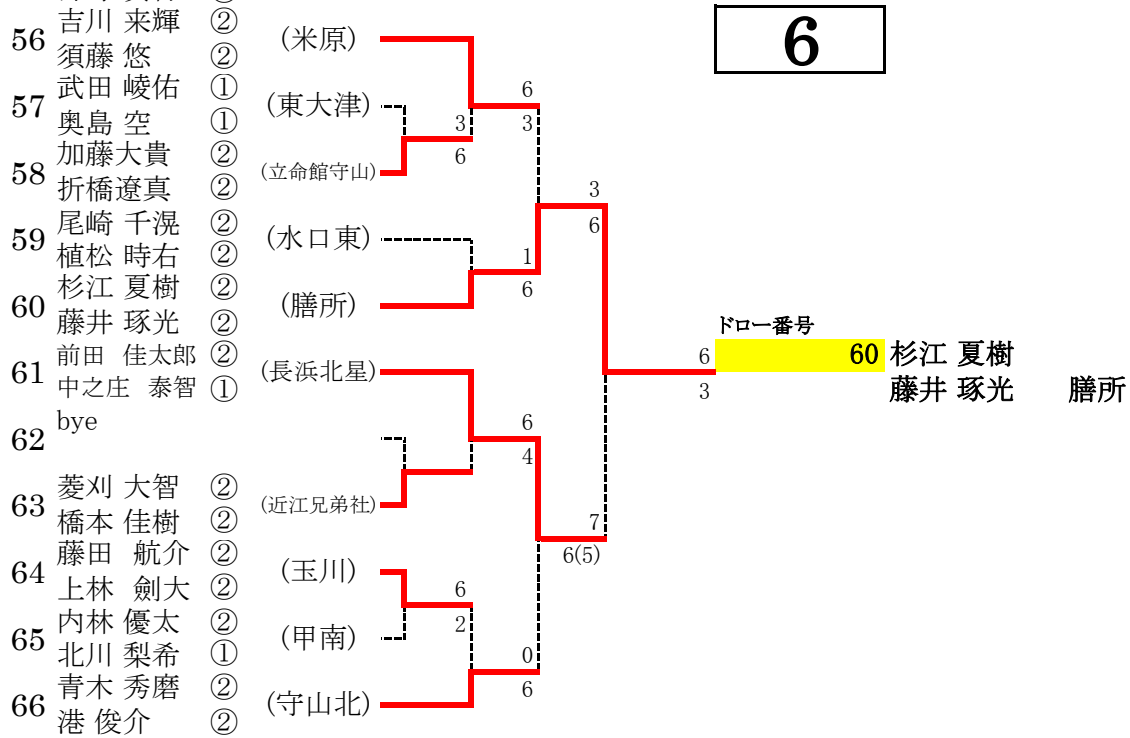 6
56 吉川 来輝 ② (米原)
須藤 悠 ②
57 武田 崚佑 ① (東大津)
奥島 空 ①
6
3
3
6
58 加藤大貴 ② (立命館守山)
折橋遼真 ②
3
6
59 尾崎 千滉 ② (水口東)
植松 時右 ②
1
6
60 杉江 夏樹 ② (膳所)
藤井 琢光 ②
ドロー番号
60 杉江 夏樹
藤井 琢光 膳所
6
3
61 前田 佳太郎 ② (長浜北星)
中之庄 泰智 ①
62 bye
6
4
63 菱刈 大智 ② (近江兄弟社)
橋本 佳樹 ②
7
6(5)
64 藤田 航介 ② (玉川)
上林 劍大 ②
6
2
65 内林 優太 ② (甲南)
北川 梨希 ①
0
6
66 青木 秀磨 ② (守山北)
港 俊介 ②